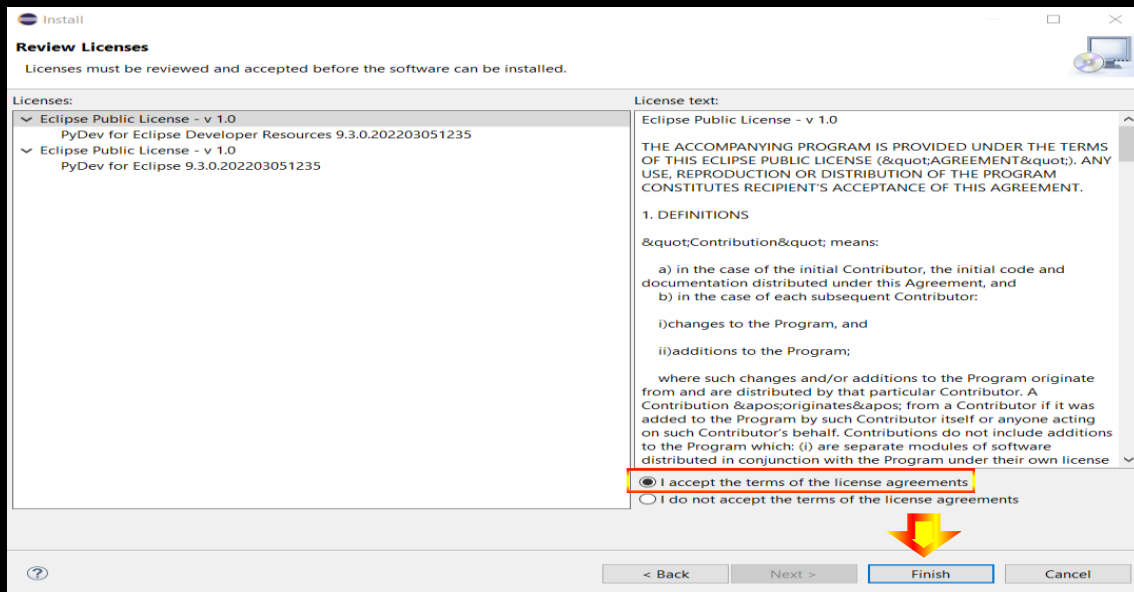 Install
Review Licenses
Licenses must be reviewed and accepted before the software can be installed.
Licenses:
Eclipse Public License - v 1.0
PyDev for Eclipse Developer Resources 9.3.0.202203051235
Eclipse Public License - v 1.0
PyDev for Eclipse 9.3.0.202203051235
License text:
Eclipse Public License - v 1.0
THE ACCOMPANYING PROGRAM IS PROVIDED UNDER THE TERMS
OF THIS ECLIPSE PUBLIC LICENSE (&quot;AGREEMENT&quot;). ANY
USE, REPRODUCTION OR DISTRIBUTION OF THE PROGRAM
CONSTITUTES RECIPIENT'S ACCEPTANCE OF THIS AGREEMENT.
1. DEFINITIONS
&quot;Contribution&quot; means:
a) in the case of the initial Contributor, the initial code and
documentation distributed under this Agreement, and
b) in the case of each subsequent Contributor:
i)changes to the Program, and
ii)additions to the Program;
where such changes and/or additions to the Program originate
from and are distributed by that particular Contributor. A
Contribution &apos;originates&apos; from a Contributor if it was
added to the Program by such Contributor itself or anyone acting
on such Contributor's behalf. Contributions do not include additions
to the Program which: (i) are separate modules of software
distributed in conjunction with the Program under their own license
I accept the terms of the license agreements
I do not accept the terms of the license agreements
?
< Back
Next >
Finish
Cancel